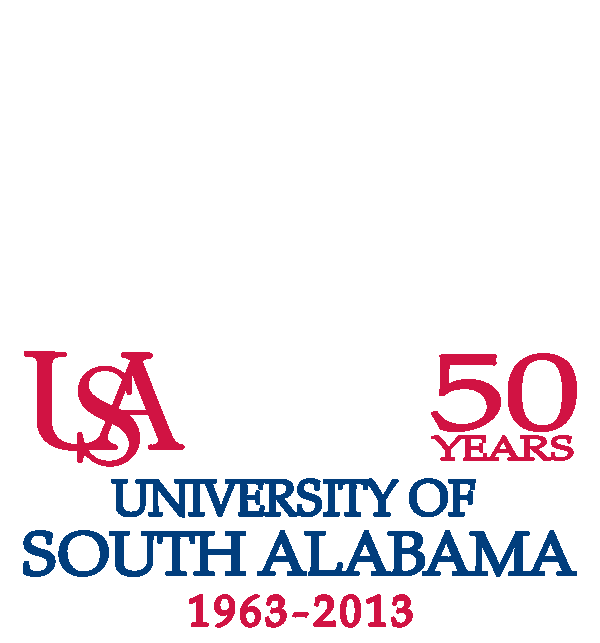 USA
50
YEARS
UNIVERSITY OF
SOUTH ALABAMA
1963-2013